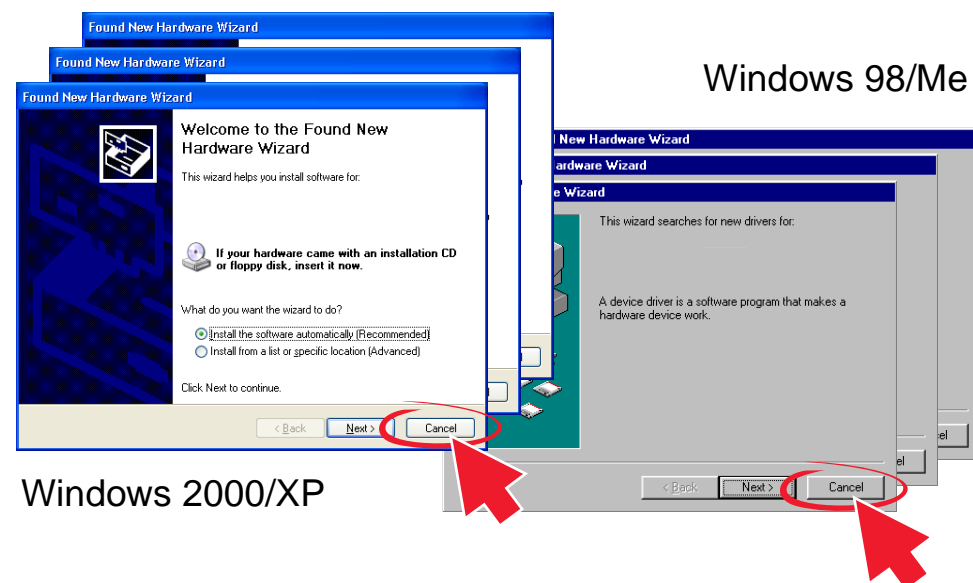 Found New Hardware Wizard
Found New Hardware Wizard
Found New Hardware Wizard
Welcome to the Found New
Hardware Wizard
This wizard helps you install software for:
If your hardware came with an installation CD
or floppy disk, insert it now.
What do you want the wizard to do?
Install the software automatically (Recommended)
Install from a list or specific location (Advanced)
Click Next to continue.
< Back Next > Cancel
Windows 2000/XP
Windows 98/Me
New Hardware Wizard
ardware Wizard
e Wizard
This wizard searches for new drivers for:
A device driver is a software program that makes a
hardware device work.
el
el
< Back Next > Cancel